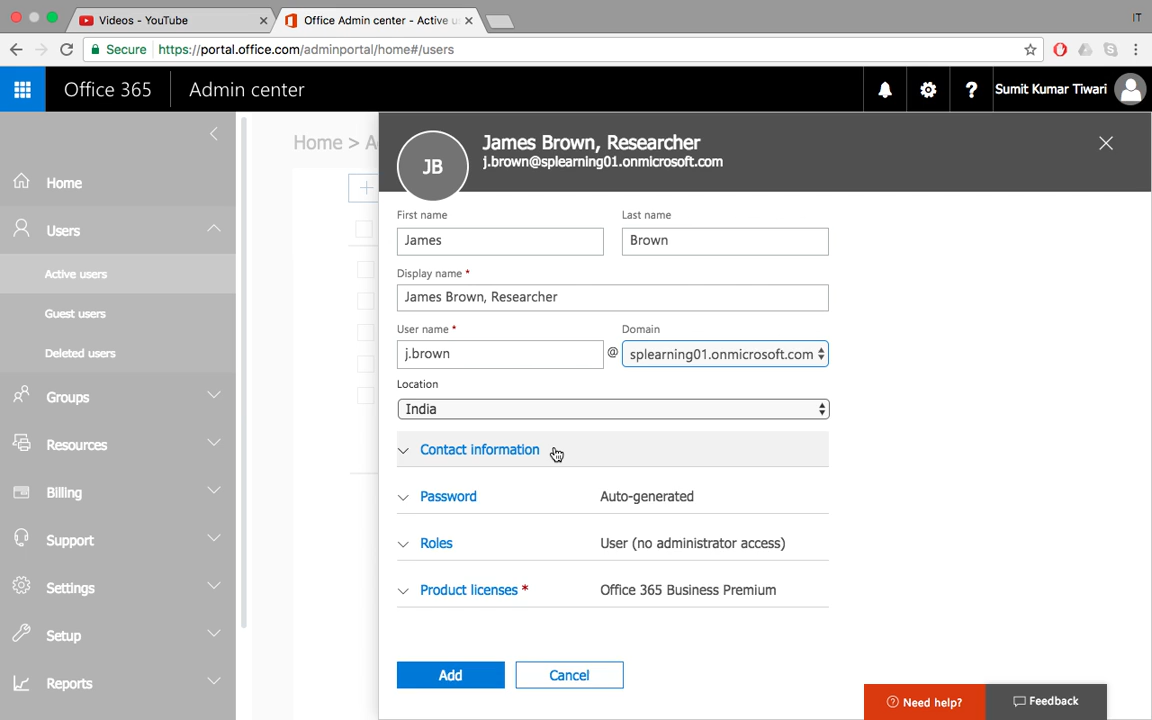 Videos - YouTube
Office Admin center - Active u
IT
Secure
https://portal.office.com/adminportal/home#/users
Office 365
Admin center
?
Sumit Kumar Tiwari
Home
Users
Active users
Guest users
Deleted users
Groups
Resources
Billing
Support
Settings
Setup
Reports
Home > A
JB
James Brown, Researcher
j.brown@splearning01.onmicrosoft.com
First name
Last name
James
Brown
Display name *
James Brown, Researcher
User name *
Domain
j.brown
@
splearning01.onmicrosoft.com
Location
India
Contact information
Password
Auto-generated
Roles
User (no administrator access)
Product licenses *
Office 365 Business Premium
Add
Cancel
Need help?
Feedback